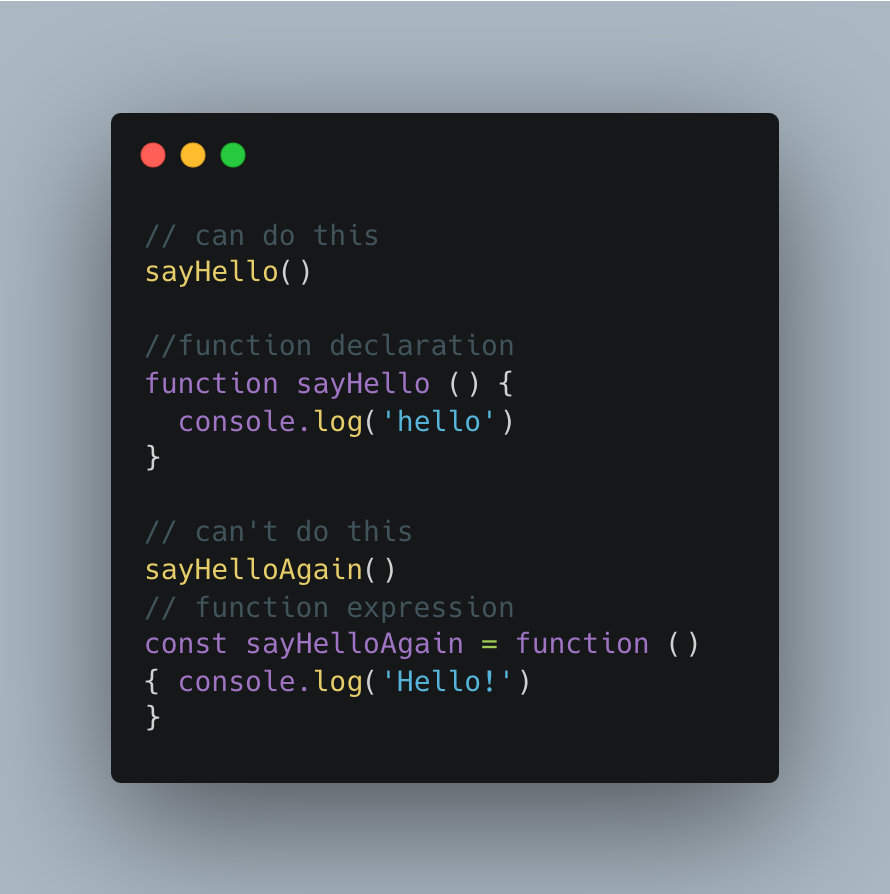 // can do this
sayHello()
//function declaration
function sayHello () {
  console.log('hello')
}
// can't do this
sayHelloAgain()
// function expression
const sayHelloAgain = function ()
{ console.log('Hello!')
}